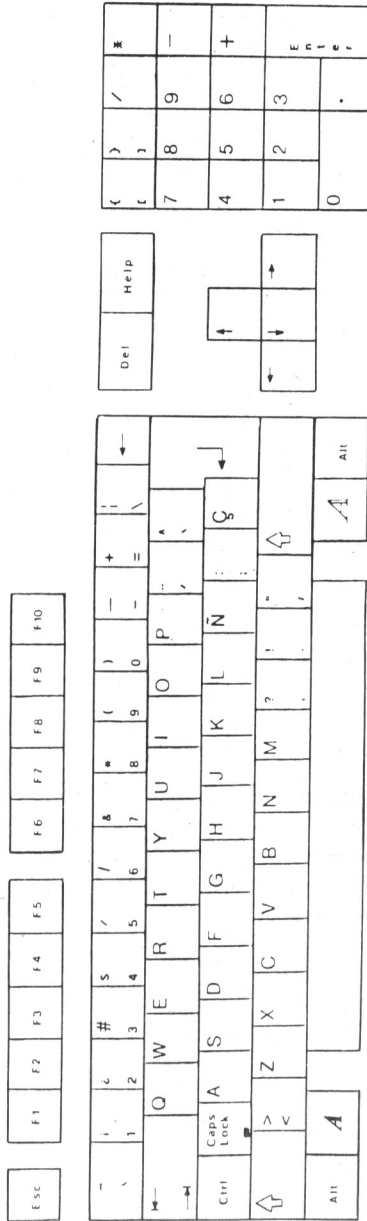 Esc F1 F2 F3 F4 F5 F6 F7 F8 F9 F10
¡ ¿ # $ / & * ( ) — + ¦
1 2 3 4 5 6 7 8 9 0 - = \
Q W E R T Y U I O P ¨ ^
´ `
Ctrl Caps Lock A S D F G H J K L Ñ : Ç
;
> Z X C V B N M ? ! "
< , . '
Alt A A Alt
Del Help
{ } / *
[ ]
7 8 9 —
4 5 6 +
1 2 3 Enter
0 .